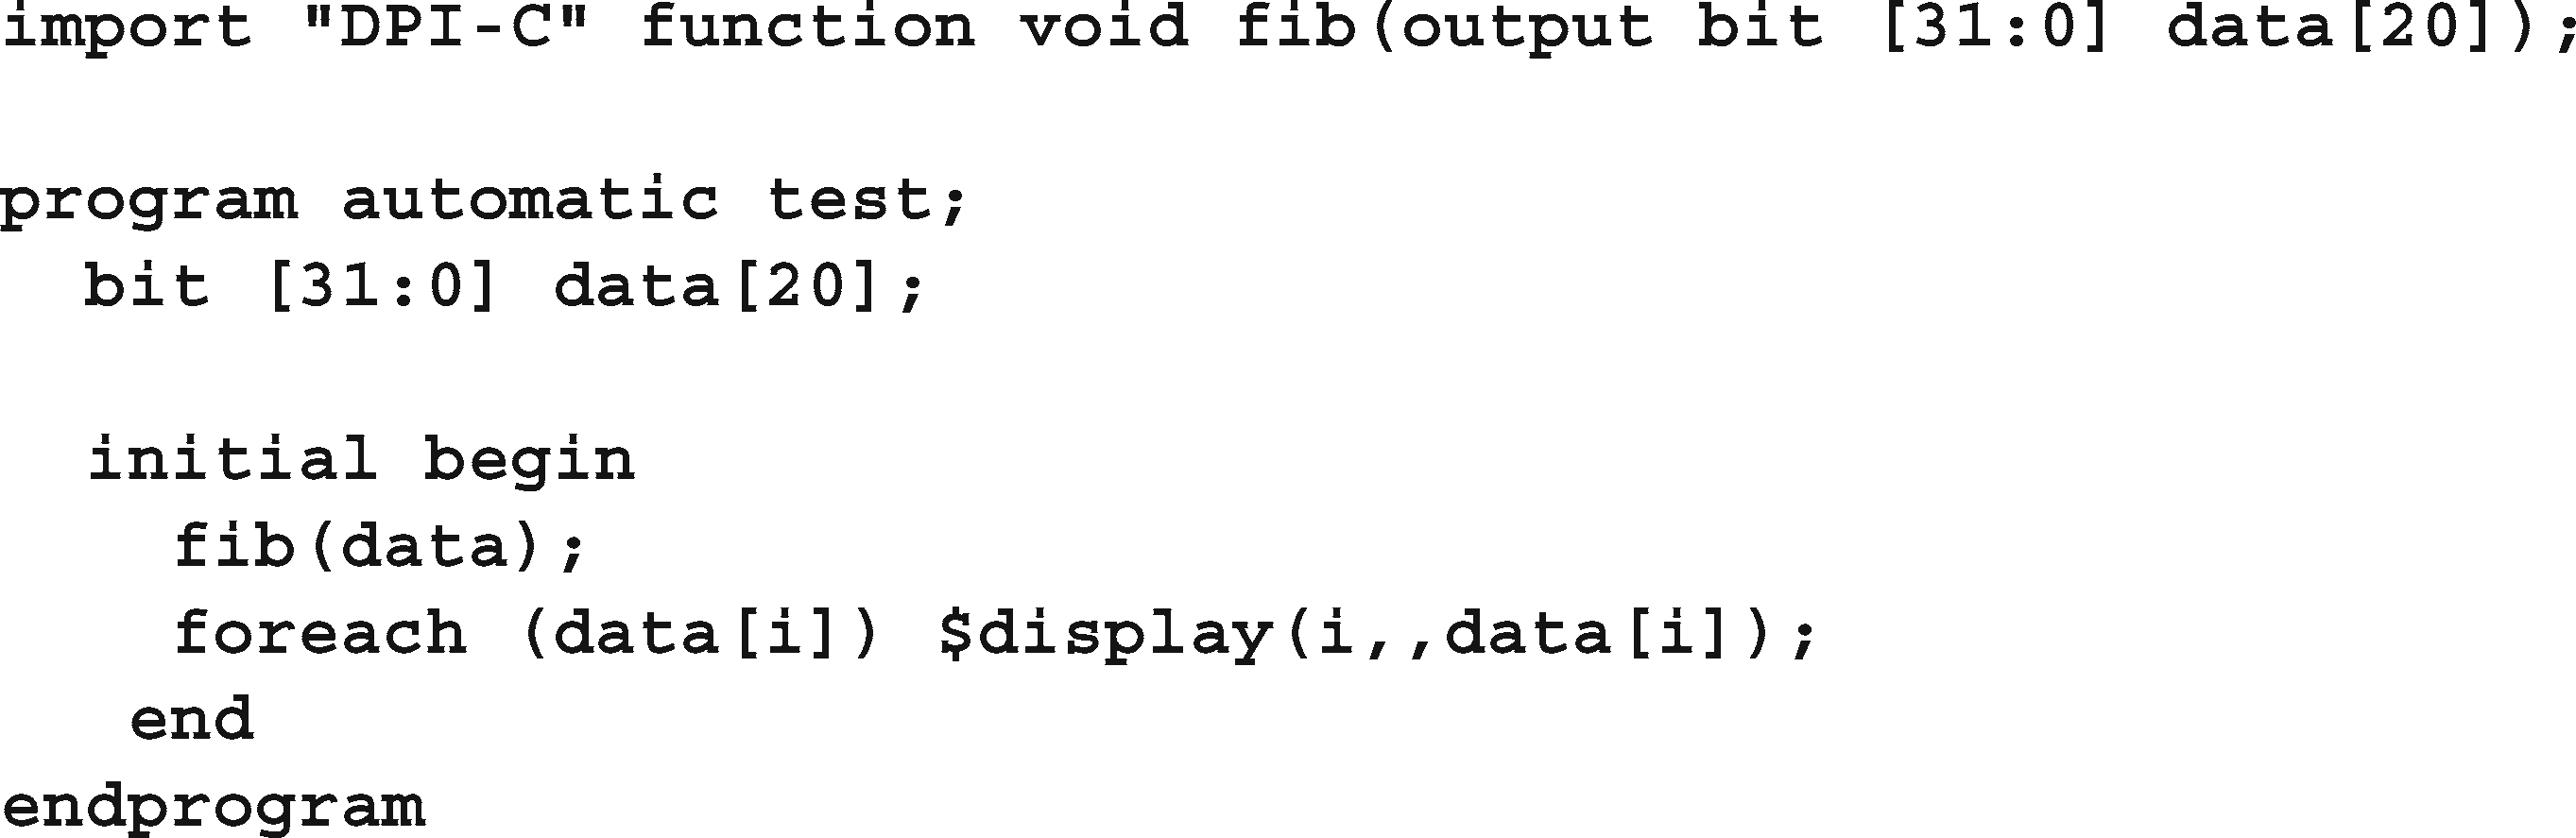 import "DPI-C" function void fib(output bit [31:0] data[20]);
program automatic test;
bit [31:0] data[20];
initial begin
fib(data);
foreach (data[i]) $display(i,,data[i]);
end
endprogram